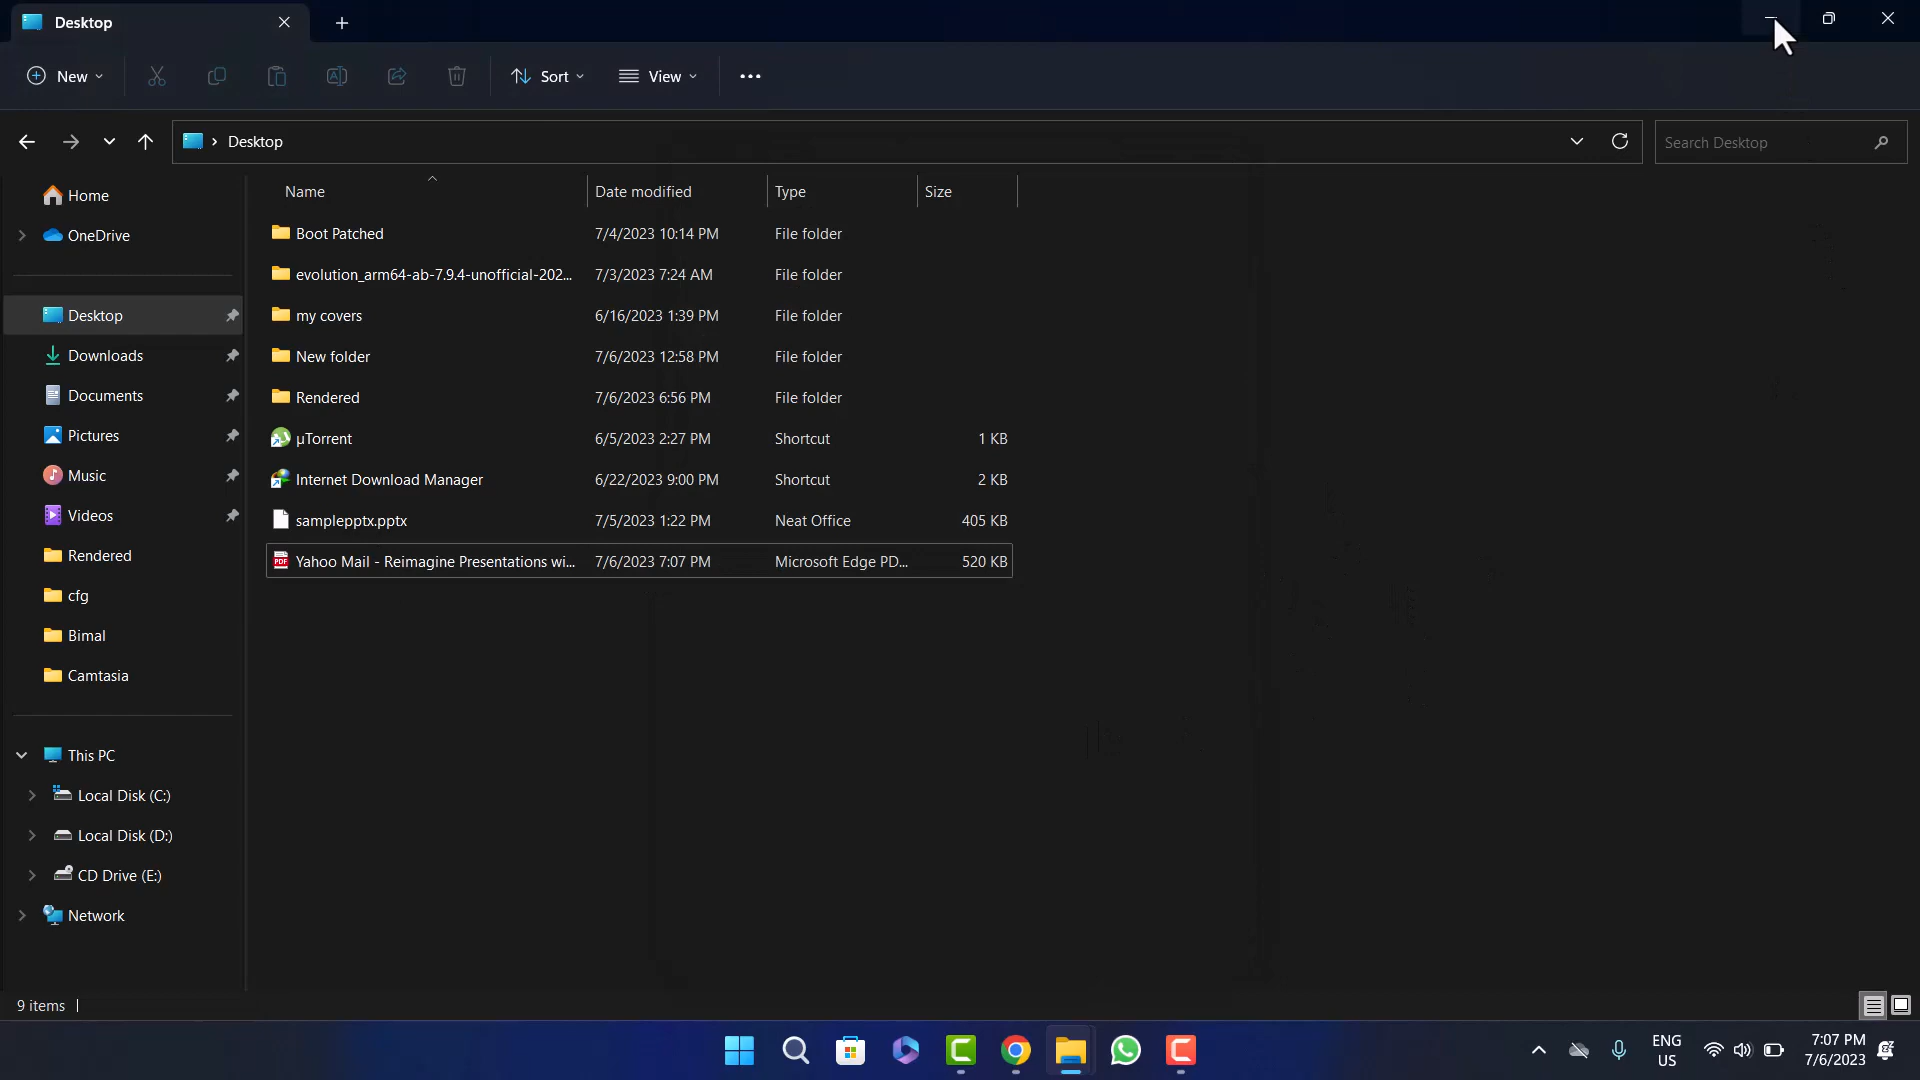 Desktop
New
Sort
View
Desktop
Search Desktop
Home
OneDrive
Desktop
Downloads
Documents
Pictures
Music
Videos
Rendered
cfg
Bimal
Camtasia
This PC
Local Disk (C:)
Local Disk (D:)
CD Drive (E:)
Network
Name Date modified Type Size
Boot Patched 7/4/2023 10:14 PM File folder
evolution_arm64-ab-7.9.4-unofficial-202... 7/3/2023 7:24 AM File folder
my covers 6/16/2023 1:39 PM File folder
New folder 7/6/2023 12:58 PM File folder
Rendered 7/6/2023 6:56 PM File folder
µTorrent 6/5/2023 2:27 PM Shortcut 1 KB
Internet Download Manager 6/22/2023 9:00 PM Shortcut 2 KB
samplepptx.pptx 7/5/2023 1:22 PM Neat Office 405 KB
PDF Yahoo Mail - Reimagine Presentations wi... 7/6/2023 7:07 PM Microsoft Edge PD... 520 KB
9 items
ENG
US
7:07 PM
7/6/2023